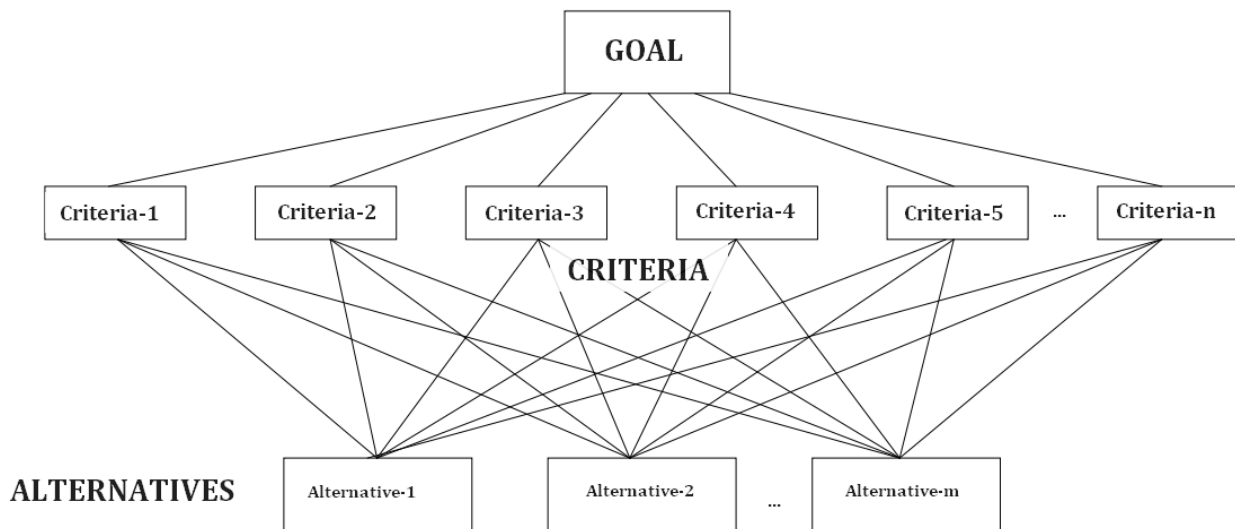 GOAL
Criteria-1
Criteria-2
Criteria-3
Criteria-4
Criteria-5
...
Criteria-n
CRITERIA
ALTERNATIVES
Alternative-1
Alternative-2
...
Alternative-m